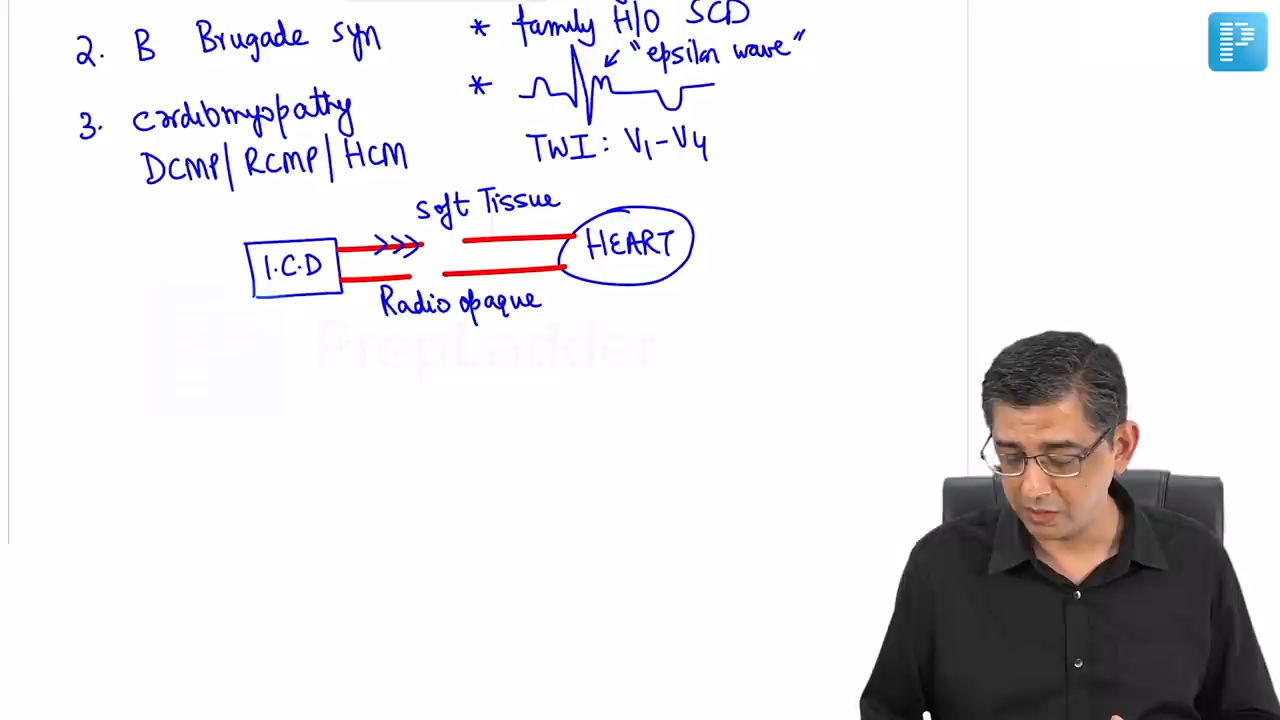 2. B Brugade syn
3. Cardiomyopathy
DCMP/ RCMP/ HCM
* family H/O SCD
* "epsilon wave"
TWI: V1-V4
Soft Tissue
I.C.D
HEART
Radio opaque
PrepLadder